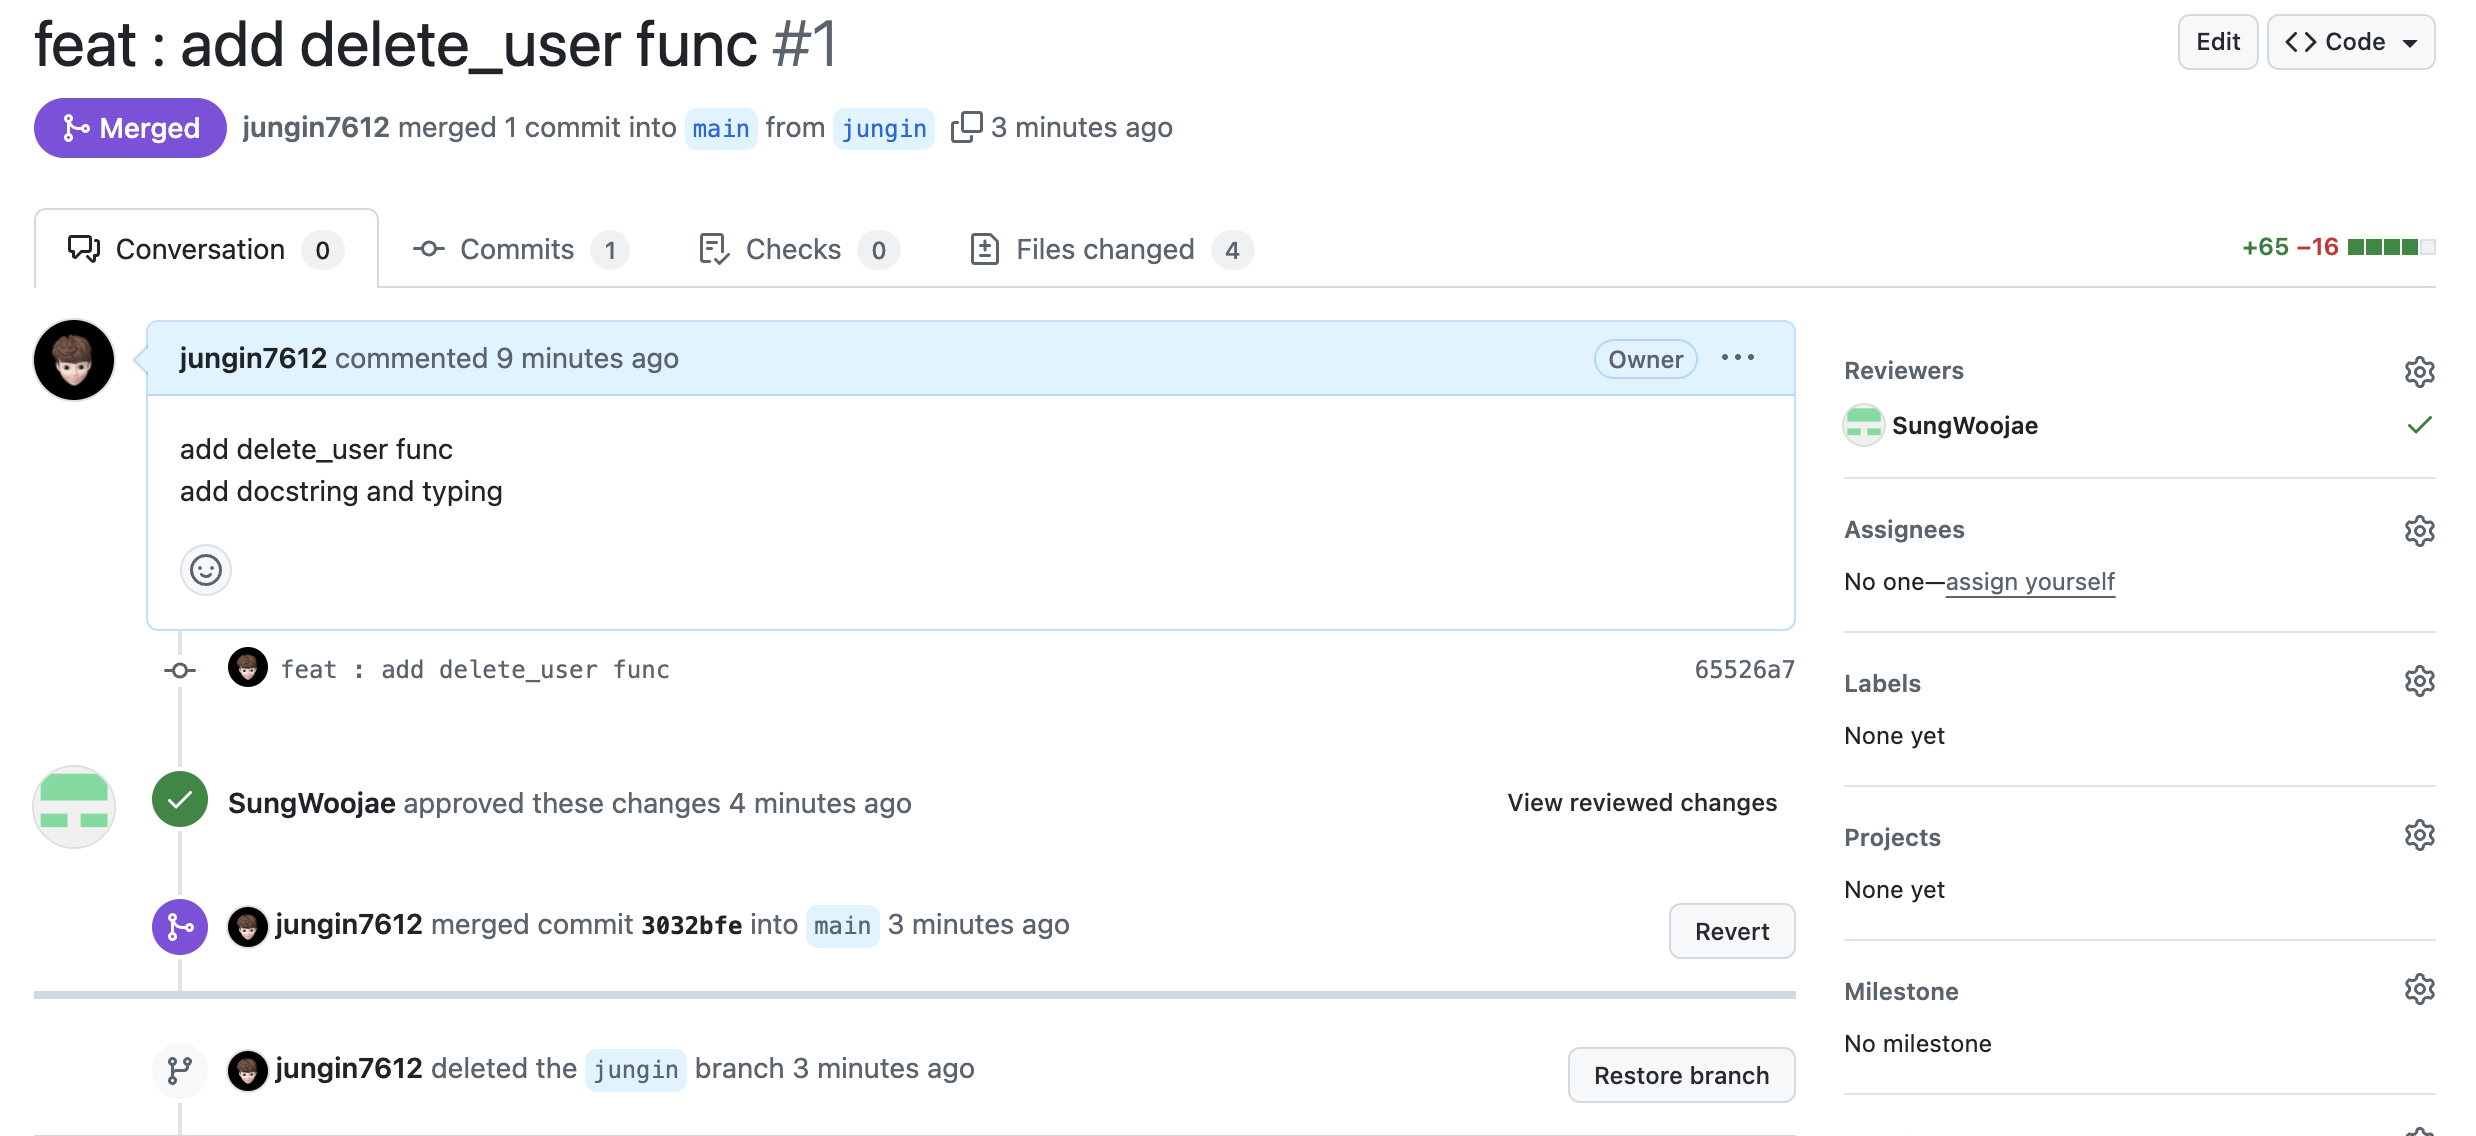 feat : add delete_user func #1
Edit
Code
Merged
jungin7612 merged 1 commit into main from jungin 3 minutes ago
Conversation 0
Commits 1
Checks 0
Files changed 4
+65 −16
jungin7612 commented 9 minutes ago
Owner
add delete_user func
add docstring and typing
feat : add delete_user func
65526a7
SungWoojae approved these changes 4 minutes ago
View reviewed changes
jungin7612 merged commit 3032bfe into main 3 minutes ago
Revert
jungin7612 deleted the jungin branch 3 minutes ago
Restore branch
Reviewers
SungWoojae
Assignees
No one—assign yourself
Labels
None yet
Projects
None yet
Milestone
No milestone